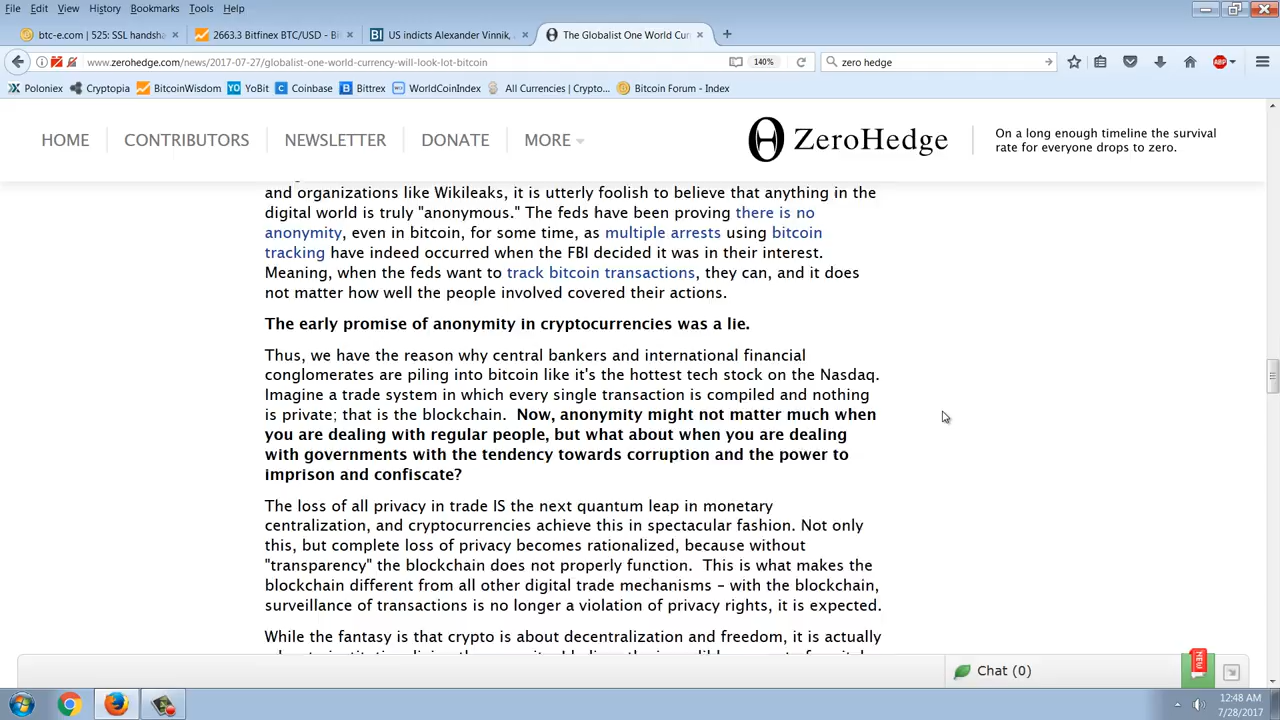 File Edit View History Bookmarks Tools Help
btc-e.com | 525: SSL handsha
2663.3 Bitfinex BTC/USD - B
US indicts Alexander Vinnik,
The Globalist One World Cur
www.zerohedge.com/news/2017-07-27/globalist-one-world-currency-will-look-lot-bitcoin
140%
zero hedge
ABP
Poloniex Cryptopia BitcoinWisdom YoBit Coinbase Bittrex WorldCoinIndex All Currencies | Crypto... Bitcoin Forum - Index
HOME CONTRIBUTORS NEWSLETTER DONATE MORE
ZeroHedge
On a long enough timeline the survival
rate for everyone drops to zero.
and organizations like Wikileaks, it is utterly foolish to believe that anything in the
digital world is truly "anonymous." The feds have been proving there is no
anonymity, even in bitcoin, for some time, as multiple arrests using bitcoin
tracking have indeed occurred when the FBI decided it was in their interest.
Meaning, when the feds want to track bitcoin transactions, they can, and it does
not matter how well the people involved covered their actions.
The early promise of anonymity in cryptocurrencies was a lie.
Thus, we have the reason why central bankers and international financial
conglomerates are piling into bitcoin like it's the hottest tech stock on the Nasdaq.
Imagine a trade system in which every single transaction is compiled and nothing
is private; that is the blockchain. Now, anonymity might not matter much when
you are dealing with regular people, but what about when you are dealing
with governments with the tendency towards corruption and the power to
imprison and confiscate?
The loss of all privacy in trade IS the next quantum leap in monetary
centralization, and cryptocurrencies achieve this in spectacular fashion. Not only
this, but complete loss of privacy becomes rationalized, because without
"transparency" the blockchain does not properly function. This is what makes the
blockchain different from all other digital trade mechanisms – with the blockchain,
surveillance of transactions is no longer a violation of privacy rights, it is expected.
While the fantasy is that crypto is about decentralization and freedom, it is actually
Chat (0)
NEW
12:48 AM
7/28/2017